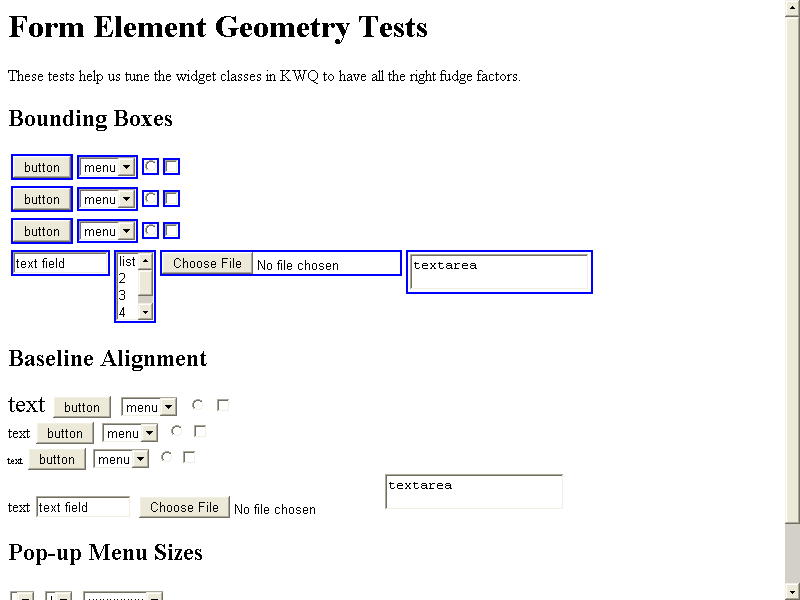 Form Element Geometry Tests
These tests help us tune the widget classes in KWQ to have all the right fudge factors.
Bounding Boxes
button menu
button menu
button menu
text field list Choose File No file chosen textarea
2
3
4
Baseline Alignment
text button menu
text button menu
text button menu
textarea
text text field Choose File No file chosen
Pop-up Menu Sizes